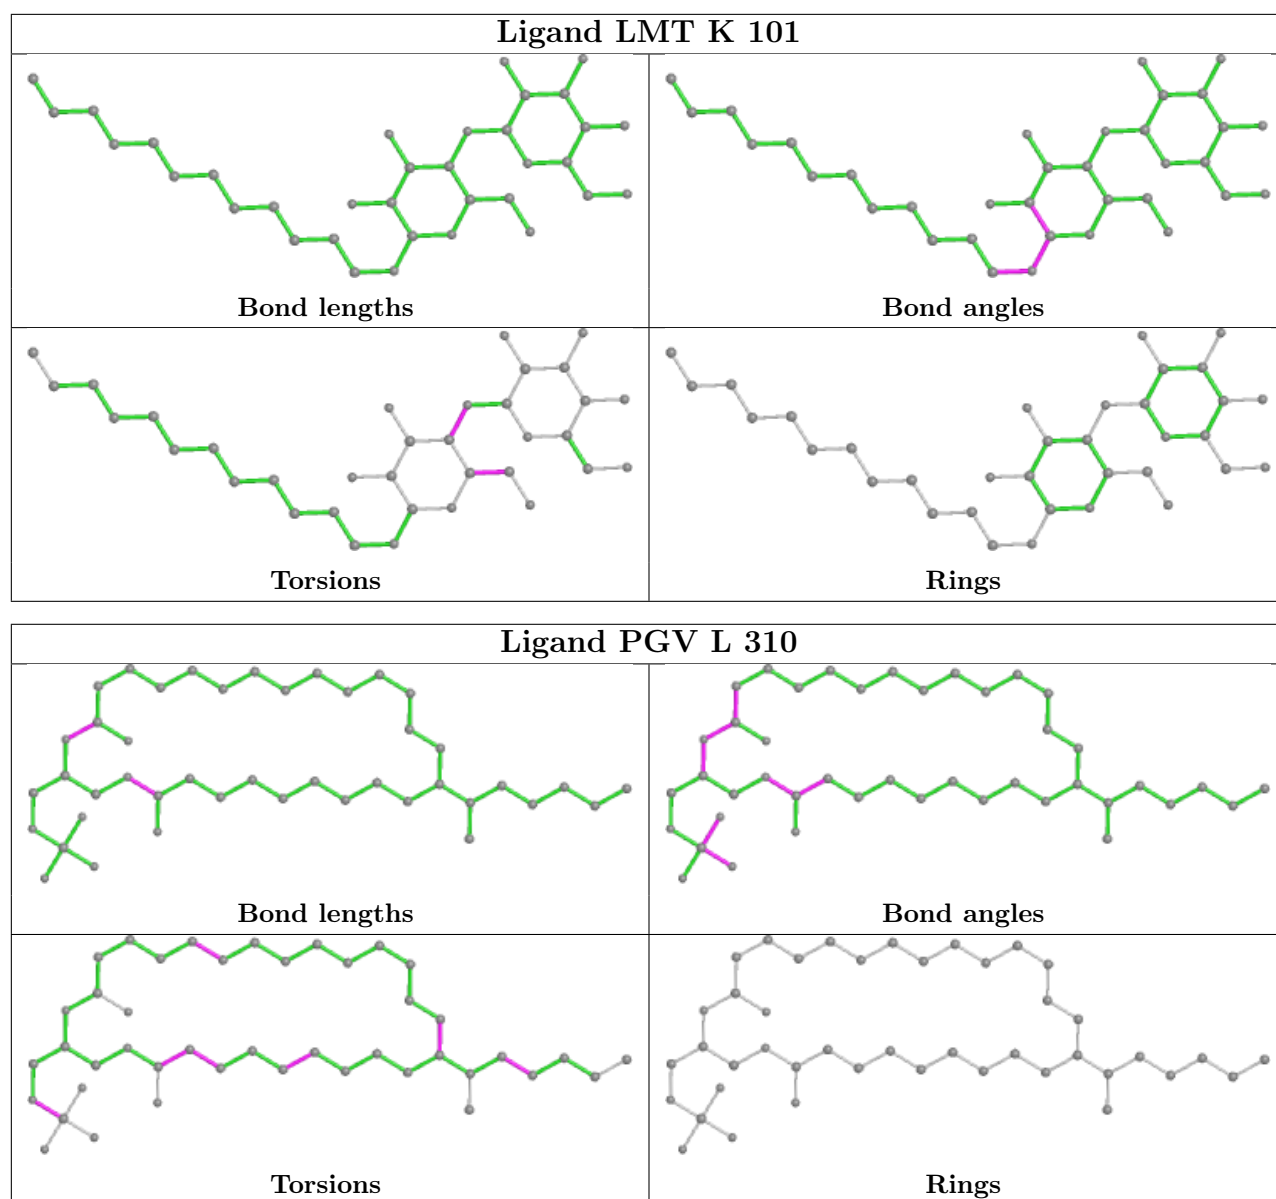 Ligand LMT K 101
Bond lengths
Bond angles
Torsions
Rings
Ligand PGV L 310
Bond lengths
Bond angles
Torsions
Rings